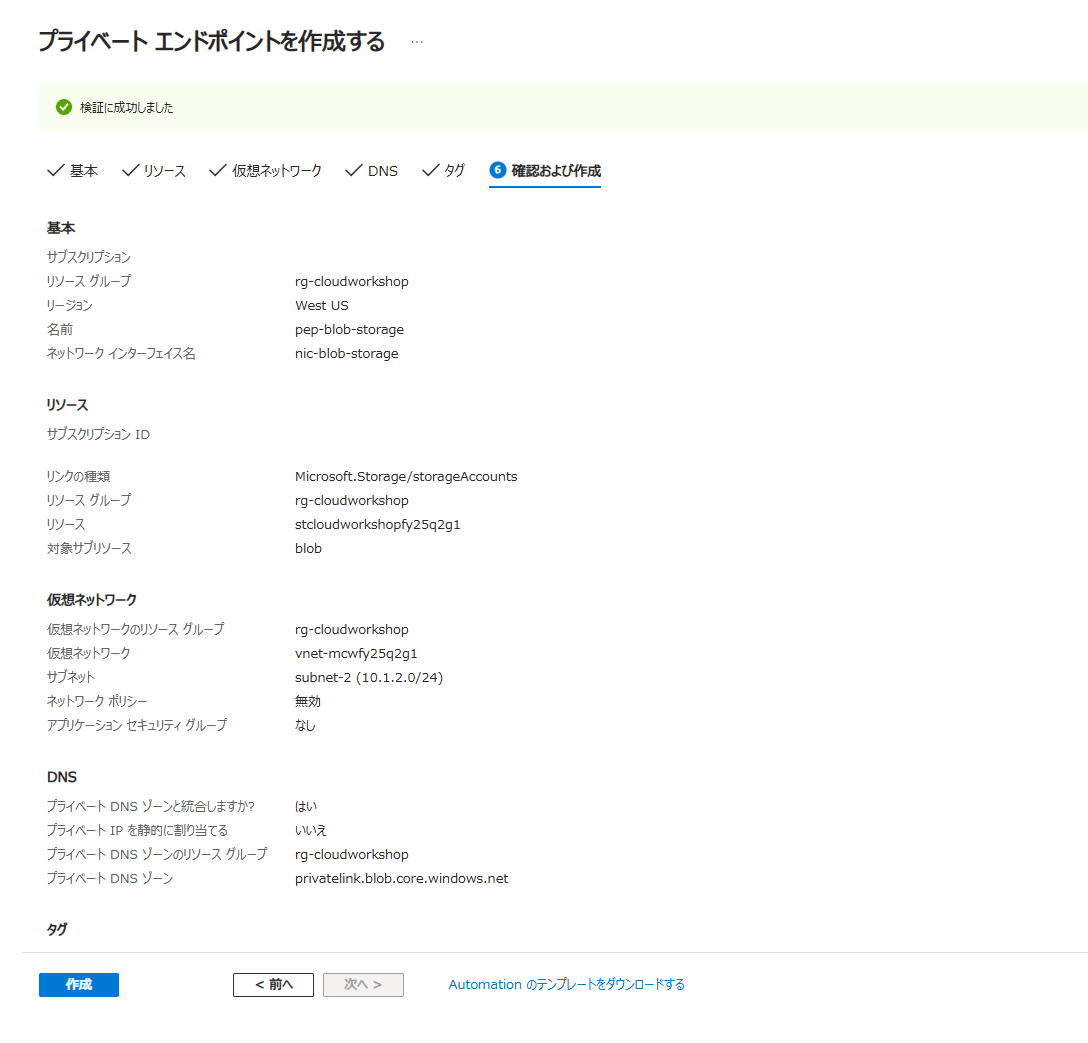 プライベート エンドポイントを作成する ...
検証に成功しました
基本 リソース 仮想ネットワーク DNS タグ 6 確認および作成
基本
サブスクリプション
リソース グループ rg-cloudworkshop
リージョン West US
名前 pep-blob-storage
ネットワーク インターフェイス名 nic-blob-storage
リソース
サブスクリプション ID
リンクの種類 Microsoft.Storage/storageAccounts
リソース グループ rg-cloudworkshop
リソース stcloudworkshopfy25q2g1
対象サブリソース blob
仮想ネットワーク
仮想ネットワークのリソース グループ rg-cloudworkshop
仮想ネットワーク vnet-mcwfy25q2g1
サブネット subnet-2 (10.1.2.0/24)
ネットワーク ポリシー 無効
アプリケーション セキュリティ グループ なし
DNS
プライベート DNS ゾーンと統合しますか? はい
プライベート IP を静的に割り当てる いいえ
プライベート DNS ゾーンのリソース グループ rg-cloudworkshop
プライベート DNS ゾーン privatelink.blob.core.windows.net
タグ
作成 < 前へ 次へ > Automation のテンプレートをダウンロードする